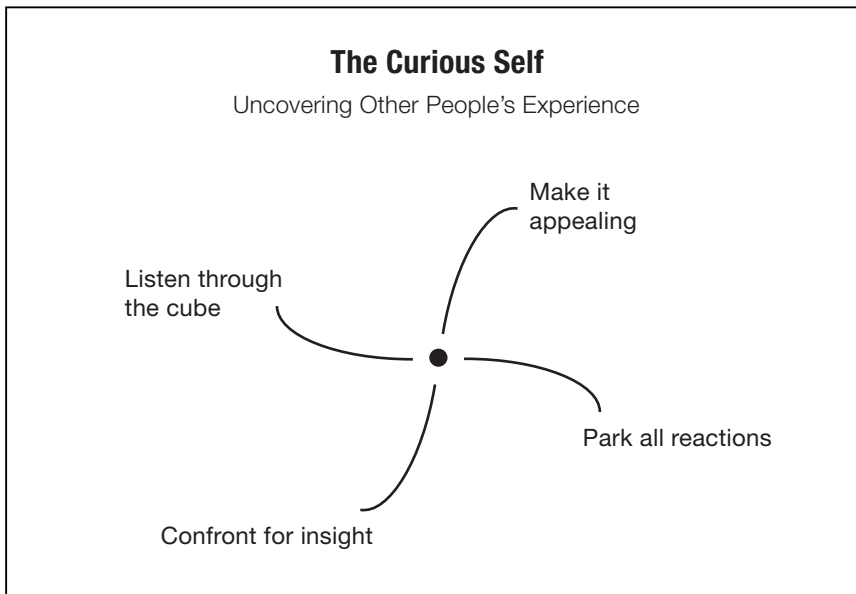 The Curious Self
Uncovering Other People’s Experience
Make it
appealing
Listen through
the cube
Park all reactions
Confront for insight